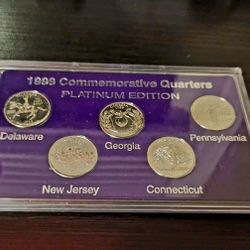 1999 Commemorative Quarters
PLATINUM EDITION
Delaware
Georgia
Pennsylvania
New Jersey
Connecticut